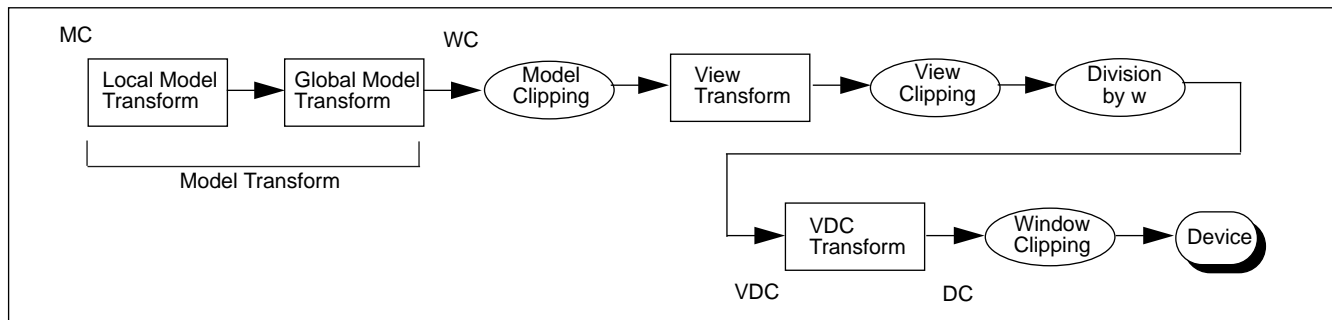 MC
WC
Local Model
Transform
Global Model
Transform
Model
Clipping
View
Transform
View
Clipping
Division
by w
Model Transform
VDC
Transform
Window
Clipping
Device
VDC
DC